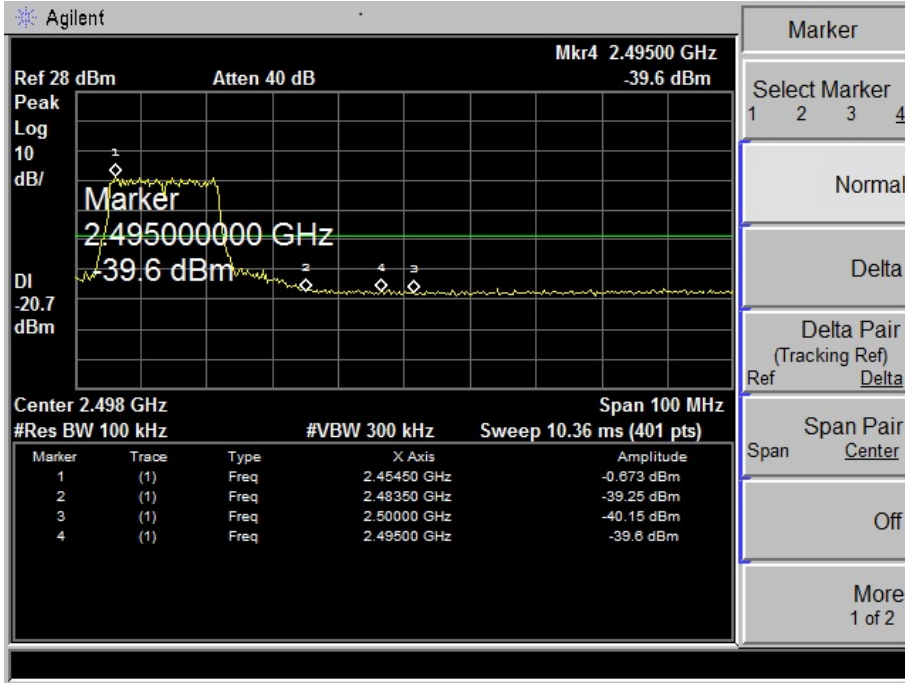 Agilent
Mkr4 2.49500 GHz
Ref 28 dBm Atten 40 dB -39.6 dBm
Peak
Log
10
dB/
1
Marker
2.495000000 GHz
-39.6 dBm
2 4 3
DI
-20.7
dBm
Center 2.498 GHz Span 100 MHz
#Res BW 100 kHz #VBW 300 kHz Sweep 10.36 ms (401 pts)
Marker Trace Type X Axis Amplitude
1 (1) Freq 2.45450 GHz -0.673 dBm
2 (1) Freq 2.48350 GHz -39.25 dBm
3 (1) Freq 2.50000 GHz -40.15 dBm
4 (1) Freq 2.49500 GHz -39.6 dBm
Marker
Select Marker
1 2 3 4
Normal
Delta
Delta Pair
(Tracking Ref)
Ref Delta
Span Pair
Span Center
Off
More
1 of 2